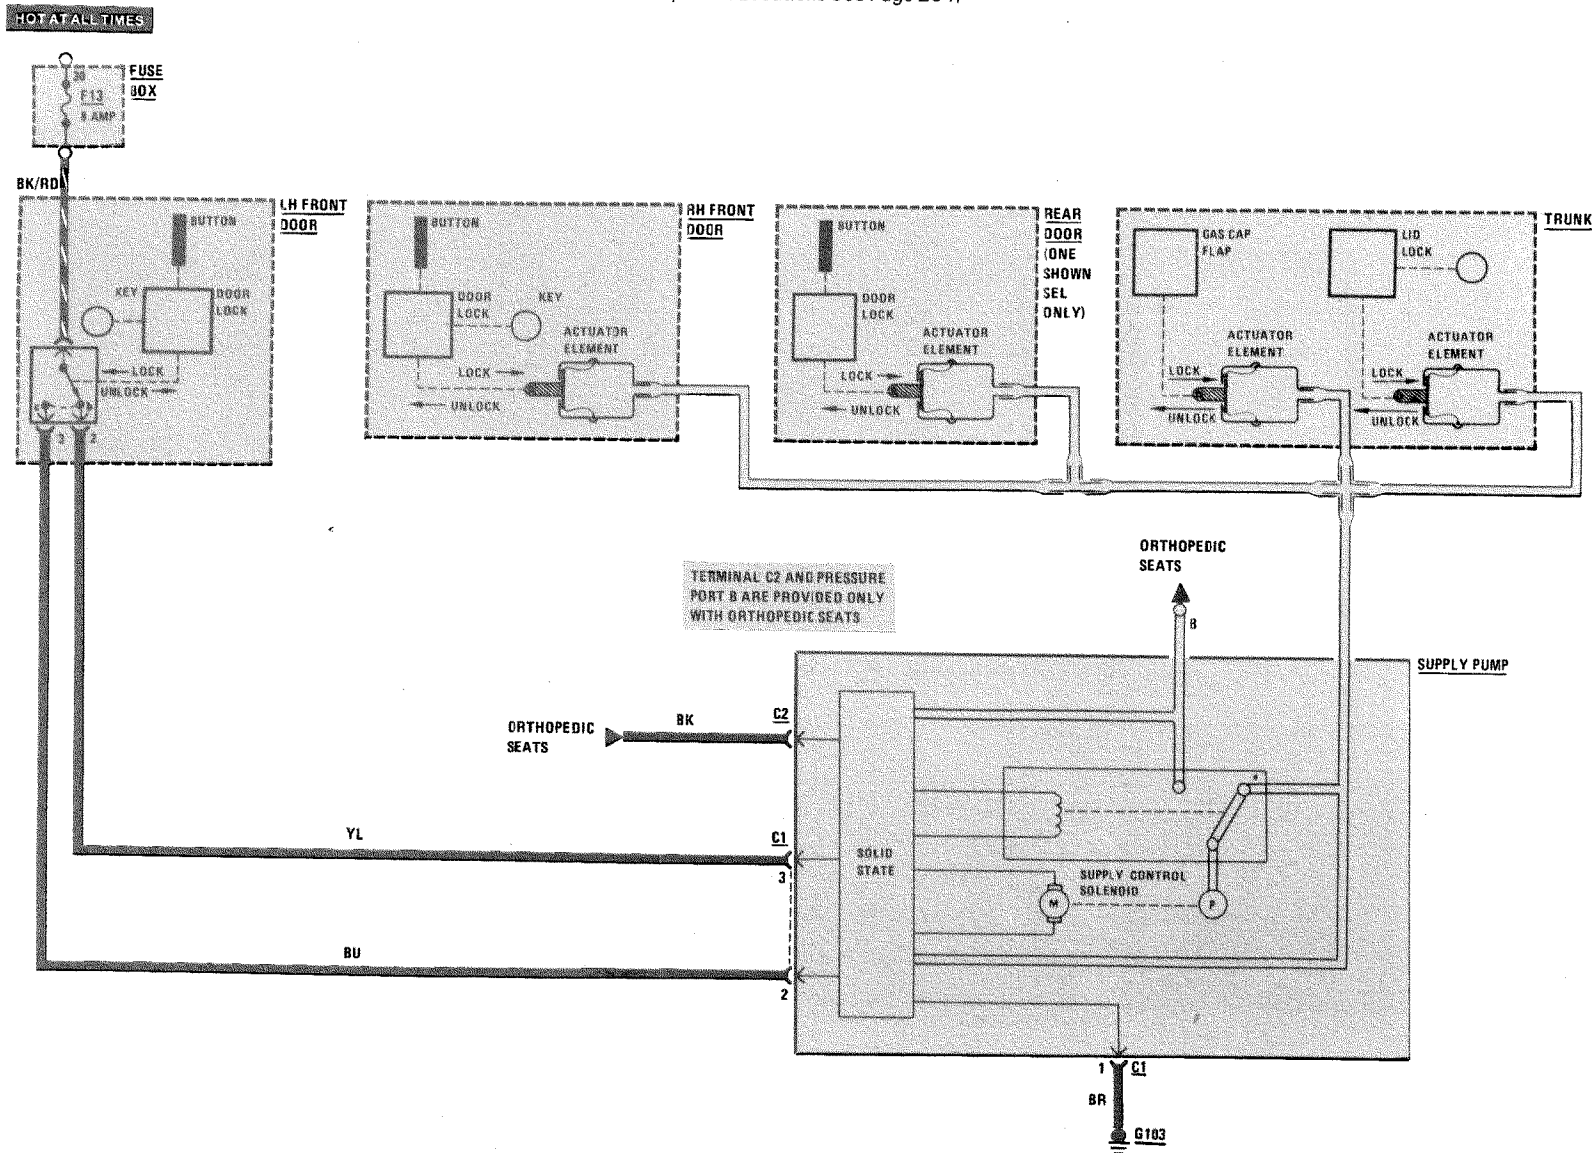 HOT AT ALL TIMES
30
F13
8 AMP
FUSE
BOX
BK/RD
LH FRONT
DOOR
BUTTON
KEY
DOOR
LOCK
LOCK
UNLOCK
3
2
RH FRONT
DOOR
BUTTON
DOOR
LOCK
KEY
ACTUATOR
ELEMENT
LOCK
UNLOCK
REAR
DOOR
(ONE
SHOWN
SEL
ONLY)
BUTTON
DOOR
LOCK
ACTUATOR
ELEMENT
LOCK
UNLOCK
TRUNK
GAS CAP
FLAP
LID
LOCK
ACTUATOR
ELEMENT
LOCK
UNLOCK
ACTUATOR
ELEMENT
LOCK
UNLOCK
TERMINAL C2 AND PRESSURE
PORT B ARE PROVIDED ONLY
WITH ORTHOPEDIC SEATS
ORTHOPEDIC
SEATS
B
SUPPLY PUMP
ORTHOPEDIC
SEATS
BK
C2
YL
C1
3
BU
2
SOLID
STATE
SUPPLY CONTROL
SOLENOID
M
P
1
C1
BR
G103